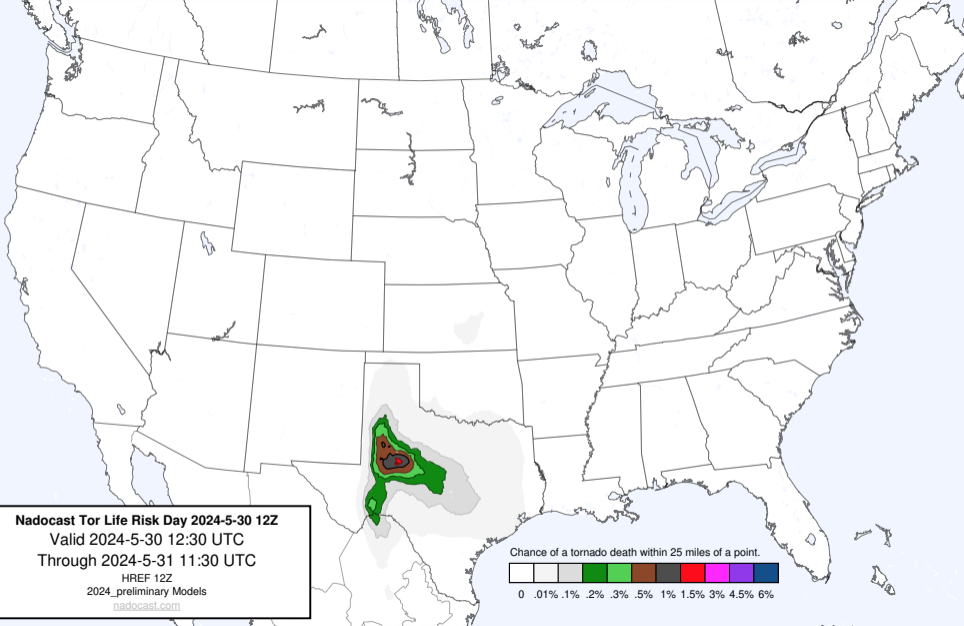 Nadocast Tor Life Risk Day 2024-5-30 12Z
Valid 2024-5-30 12:30 UTC
Through 2024-5-31 11:30 UTC
HREF 12Z
2024_preliminary Models
nadocast.com
Chance of a tornado death within 25 miles of a point.
0 .01% .1% .2% .3% .5% 1% 1.5% 3% 4.5% 6%